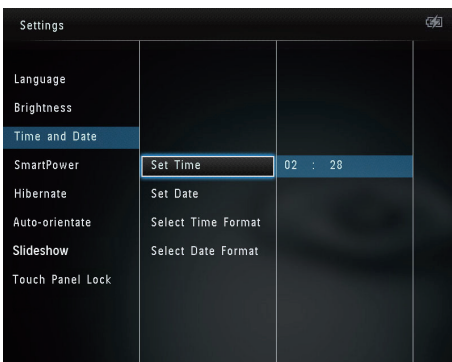 Settings
Language
Brightness
Time and Date
SmartPower
Hibernate
Auto-orientate
Slideshow
Touch Panel Lock
Set Time
Set Date
Select Time Format
Select Date Format
02 : 28